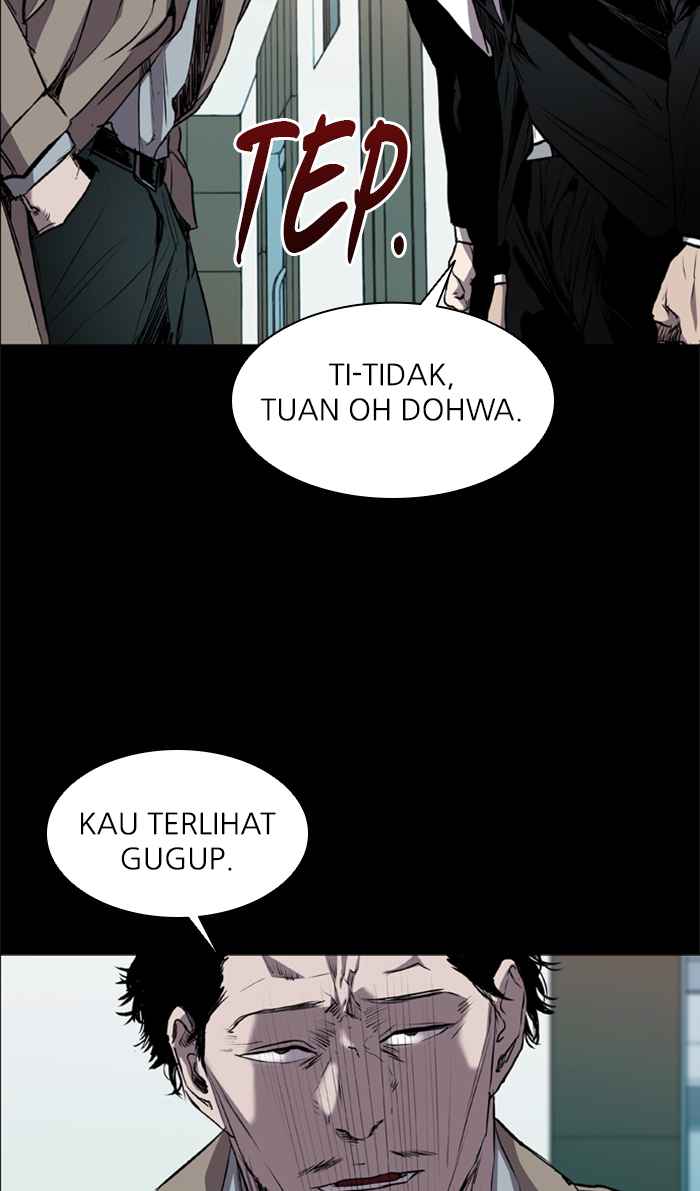 TEP.
TI-TIDAK,
TUAN OH DOHWA.
KAU TERLIHAT
GUGUP.